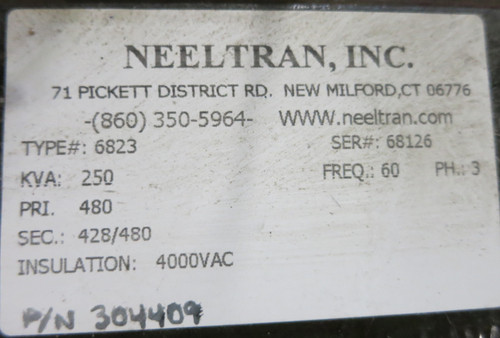 NEELTRAN, INC.
71 PICKETT DISTRICT RD. NEW MILFORD,CT 06776
-(860) 350-5964- WWW.neeltran.com
TYPE#: 6823 SER#: 68126
KVA: 250 FREQ.: 60 PH.: 3
PRI. 480
SEC.: 428/480
INSULATION: 4000VAC
P/N 304409